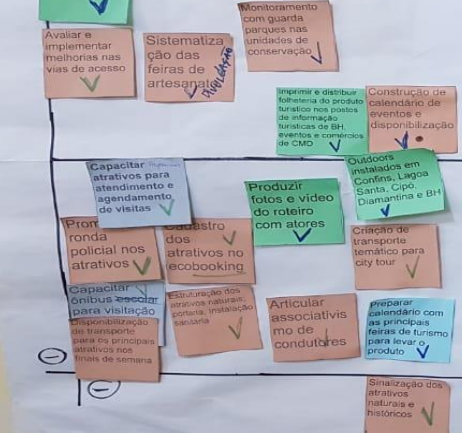 Avaliar e
implementar
melhorias nas
vias de acesso
Sistematiza
ção das
feiras de
artesanato
DIVULGAÇÃO
Monitoramento
com guarda
parques nas
unidades de
conservação
Imprimir e distribuir
folheteria do produto
turístico nos postos
de informação
turísticas de BH,
eventos e comércios
de CMD
Construção de
calendário de
eventos e
disponibilização
Capacitar
atrativos para
atendimento e
agendamento
de visitas
Produzir
fotos e vídeo
do roteiro
com atores
Outdoors
instalados em
Confins, Lagoa
Santa, Cipó,
Diamantina e BH
ronda
policial nos
atrativos
dos
atrativos no
ecobooking
Criação de
transporte
temático para
city tour
Capacitar
ônibus escolar
para visitação
Disponibilização
de transporte
para os principais
atrativos nos
finais de semana
Estruturação dos
atrativos naturais:
portaria, instalação
sanitária
Articular
associativis
mo de
condutores
Preparar
calendário com
as principais
feiras de turismo
para levar o
produto
Sinalização dos
atrativos
naturais e
históricos